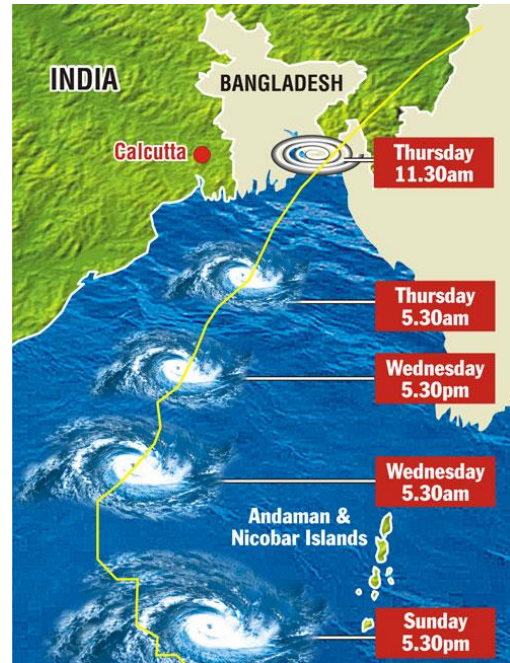 INDIA
BANGLADESH
Calcutta
Thursday
11.30am
Thursday
5.30am
Wednesday
5.30pm
Wednesday
5.30am
Andaman &
Nicobar Islands
Sunday
5.30pm